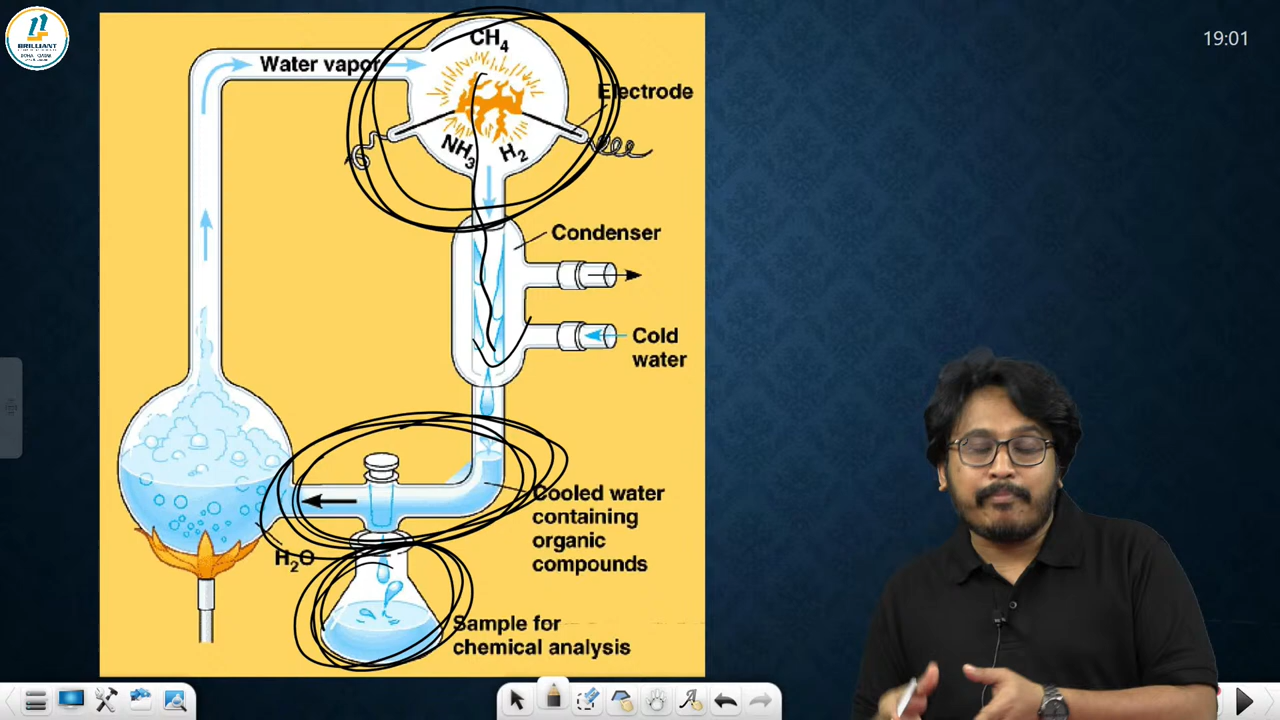 BRILLIANT
19:01
CH4
Water vapor
Electrode
NH3
H2
Condenser
Cold
water
Cooled water
containing
organic
compounds
H2O
Sample for
chemical analysis